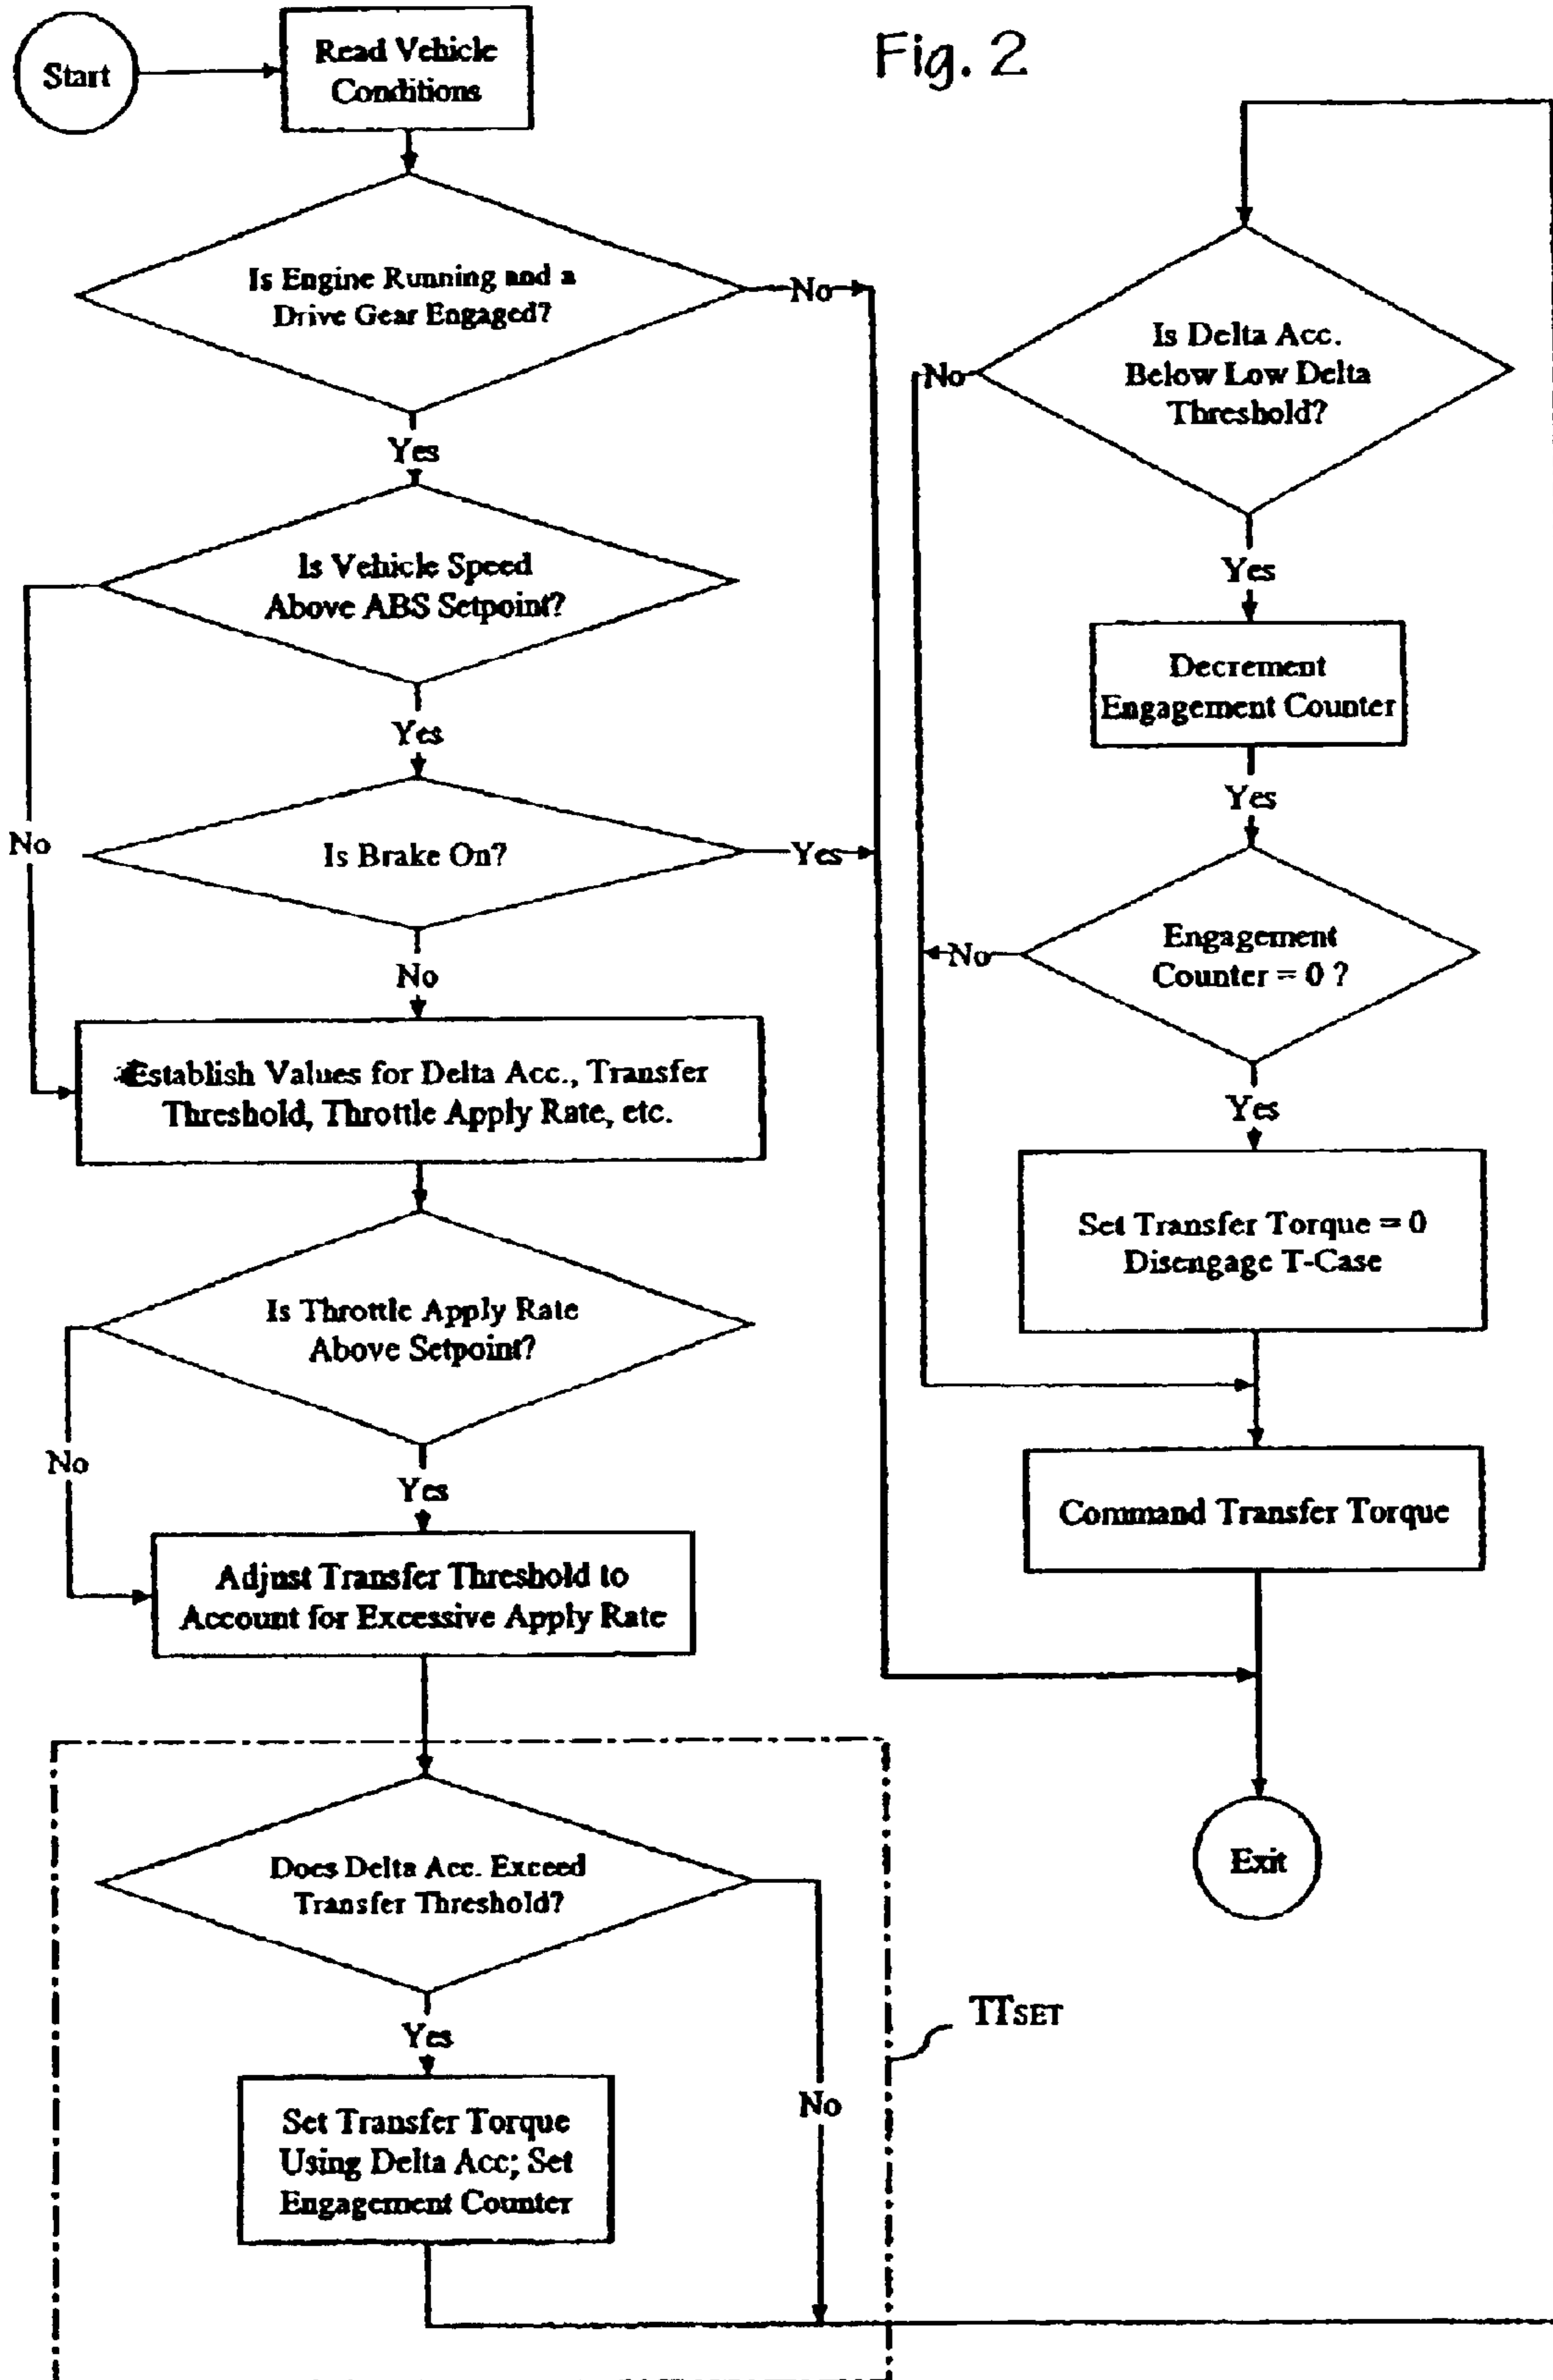 Fig. 2
Start
Read Vehicle
Conditions
Is Engine Running and a
Drive Gear Engaged?
No
Yes
Is Vehicle Speed
Above ABS Setpoint?
No
Yes
Is Brake On?
Yes
No
Establish Values for Delta Acc., Transfer
Threshold, Throttle Apply Rate, etc.
Is Throttle Apply Rate
Above Setpoint?
No
Yes
Adjust Transfer Threshold to
Account for Excessive Apply Rate
Does Delta Acc. Exceed
Transfer Threshold?
Yes
No
Set Transfer Torque
Using Delta Acc; Set
Engagement Counter
TTSET
Is Delta Acc.
Below Low Delta
Threshold?
No
Yes
Decrement
Engagement Counter
Yes
Engagement
Counter = 0 ?
No
Yes
Set Transfer Torque = 0
Disengage T-Case
Command Transfer Torque
Exit